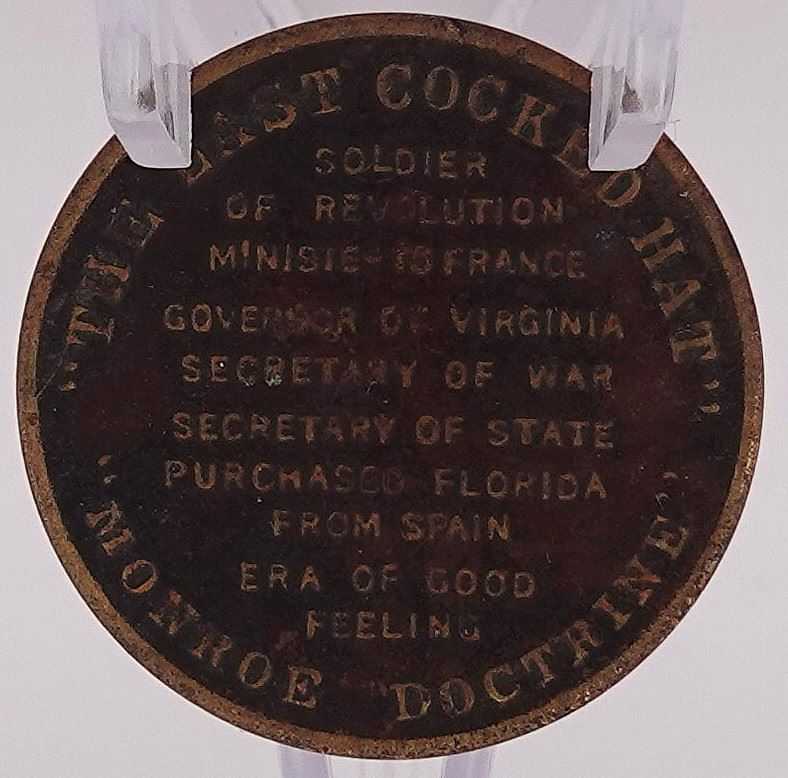 "THE LAST COCKED HAT"
SOLDIER
OF REVOLUTION
MINISTER TO FRANCE
GOVERNOR OF VIRGINIA
SECRETARY OF WAR
SECRETARY OF STATE
PURCHASED FLORIDA
FROM SPAIN
ERA OF GOOD
FEELING
"MONROE DOCTRINE"